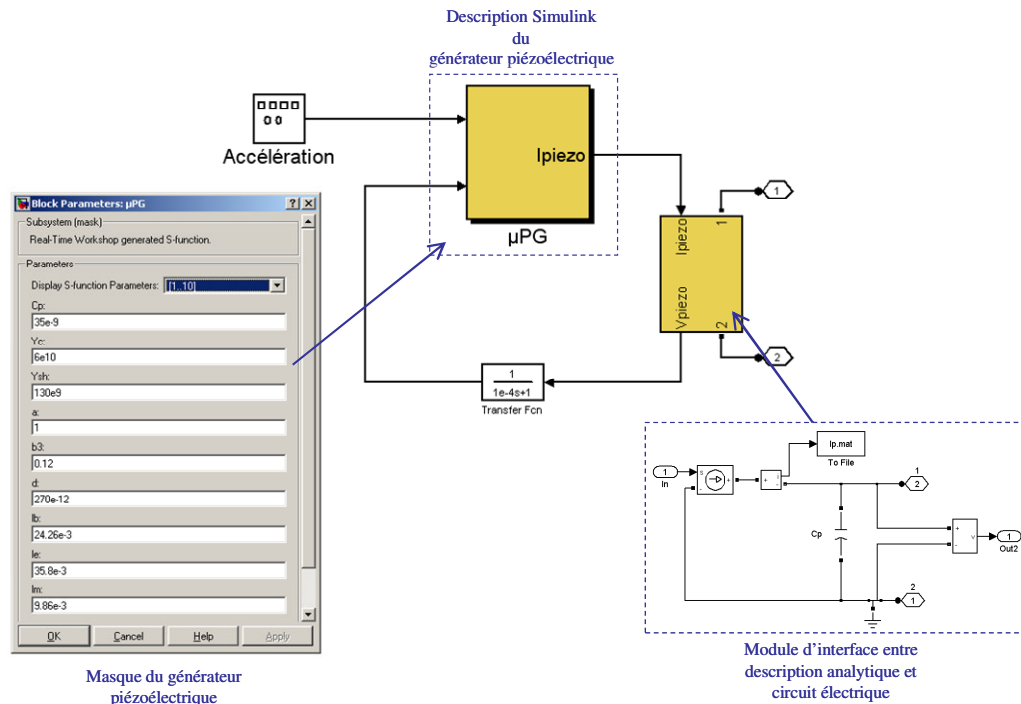 Description Simulink
du
générateur piézoélectrique
Accélération
Ipiezo
µPG
1
Ipiezo
1
Vpiezo
2
2
1
1e-4s+1
Transfer Fcn
Block Parameters: µPG
Subsystem (mask)
Real-Time Workshop generated S-function.
Parameters
Display S-function Parameters: [1..10]
Cp:
35e-9
Yc:
6e10
Ysh:
130e9
a:
1
b3:
0.12
d:
270e-12
lb:
24.26e-3
le:
35.8e-3
lm:
9.86e-3
OK
Cancel
Help
Apply
Masque du générateur
piézoélectrique
Ip.mat
To File
1
In
s
+
-
+
i
-
1
2
Cp
+
-
v
1
Out2
2
1
Module d’interface entre
description analytique et
circuit électrique